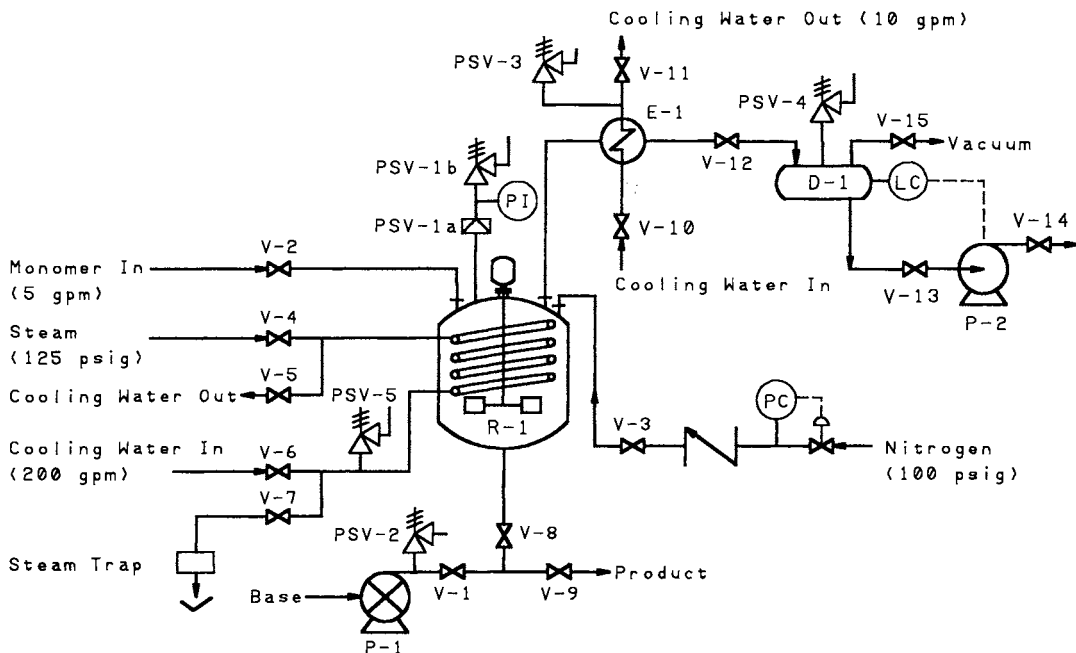 Cooling Water Out (10 gpm)
PSV-3
V-11
E-1
PSV-4
V-15
Vacuum
V-12
D-1
LC
PSV-1b
PI
PSV-1a
V-10
V-14
V-2
Monomer In
(5 gpm)
Cooling Water In
V-13
P-2
V-4
Steam
(125 psig)
V-5
Cooling Water Out
PSV-5
R-1
PC
V-3
Cooling Water In
(200 gpm)
V-6
Nitrogen
(100 psig)
V-7
PSV-2
V-8
Steam Trap
V-1
V-9
Product
Base
P-1